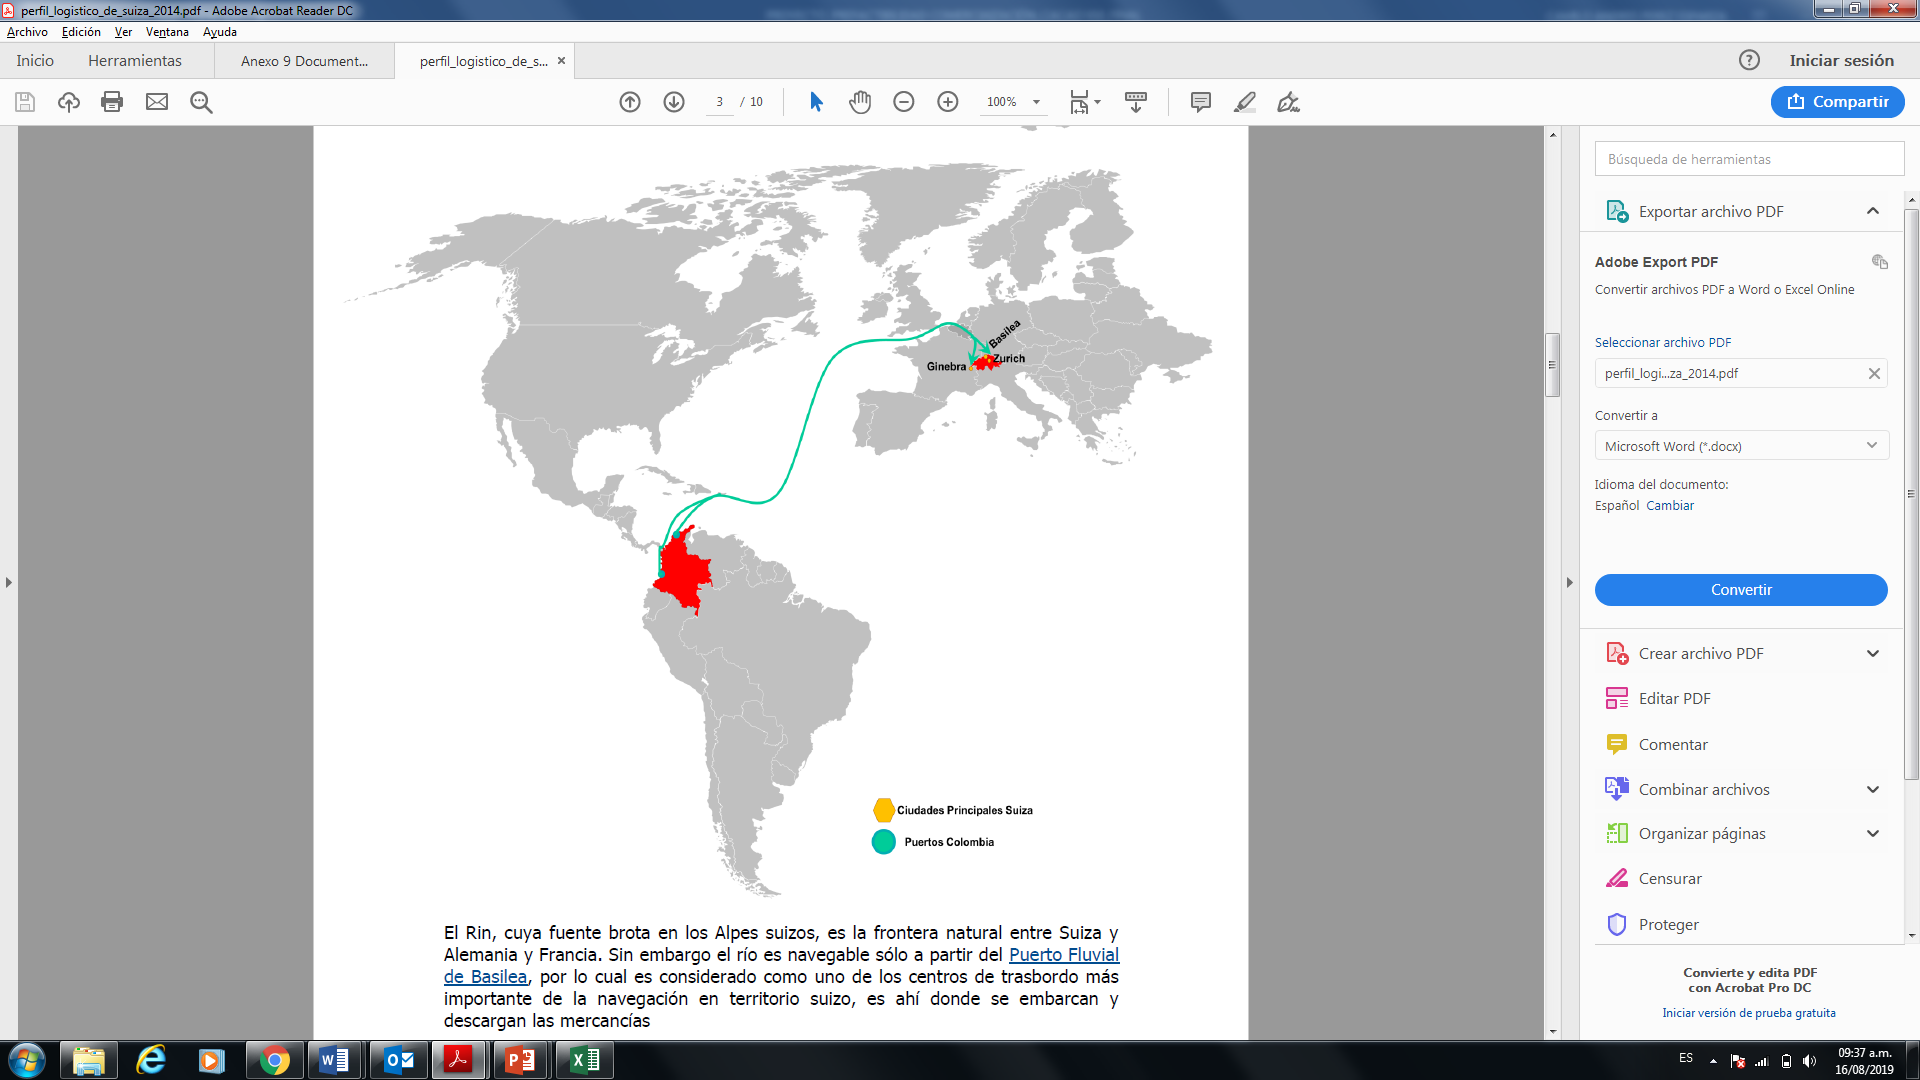 perfil_logistico_de_suiza_2014.pdf - Adobe Acrobat Reader DC
Archivo Edición Ver Ventana Ayuda
Inicio Herramientas Anexo 9 Document... perfil_logistico_de_s... ×
Iniciar sesión
3 / 10
100%
Compartir
Búsqueda de herramientas
Exportar archivo PDF
Adobe Export PDF
Convertir archivos PDF a Word o Excel Online
Seleccionar archivo PDF
perfil_logi...za_2014.pdf
Convertir a
Microsoft Word (*.docx)
Idioma del documento:
Español Cambiar
Convertir
Crear archivo PDF
Editar PDF
Comentar
Combinar archivos
Organizar páginas
Censurar
Proteger
Convierte y edita PDF
con Acrobat Pro DC
Iniciar versión de prueba gratuita
Basilea
Zurich
Ginebra
Ciudades Principales Suiza
Puertos Colombia
El Rin, cuya fuente brota en los Alpes suizos, es la frontera natural entre Suiza y
Alemania y Francia. Sin embargo el río es navegable sólo a partir del Puerto Fluvial
de Basilea, por lo cual es considerado como uno de los centros de trasbordo más
importante de la navegación en territorio suizo, es ahí donde se embarcan y
descargan las mercancías
ES
09:37 a.m.
16/08/2019